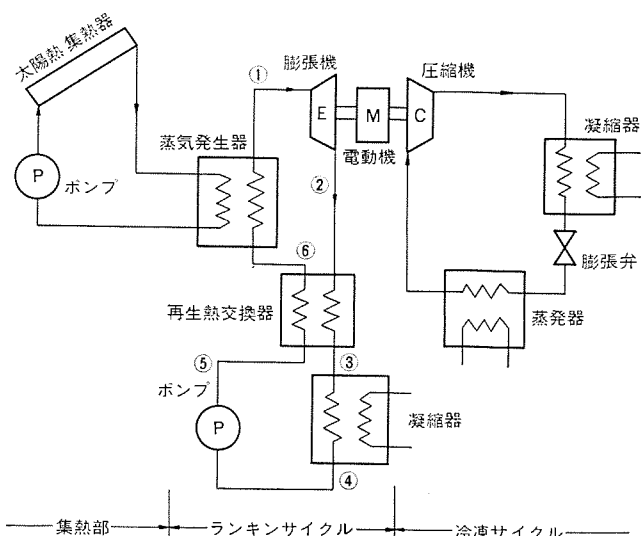 太陽熱集熱器
①
膨張機
圧縮機
E
M
C
電動機
凝縮器
蒸気発生器
P
ポンプ
②
⑥
膨張弁
再生熱交換器
蒸発器
⑤
③
ポンプ
P
凝縮器
④
集熱部
ランキンサイクル
冷凍サイクル